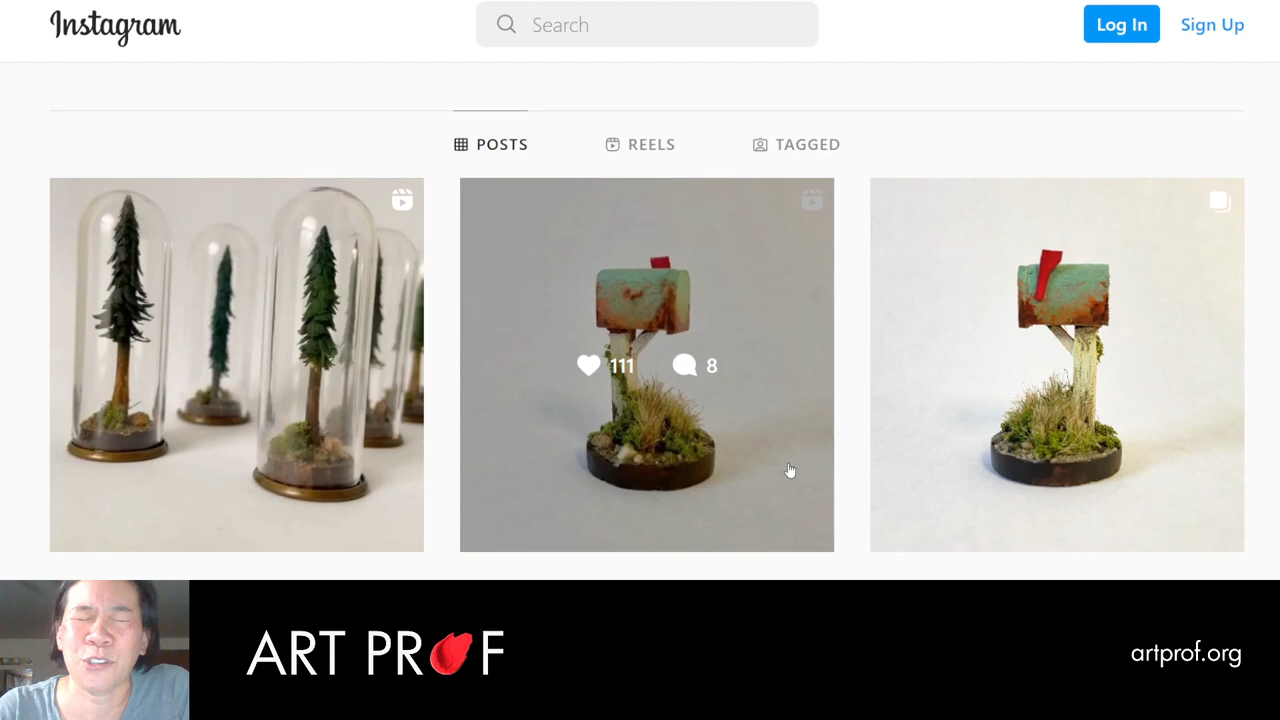 Instagram
Search
Log In
Sign Up
POSTS
REELS
TAGGED
111
8
ART PROF
artprof.org